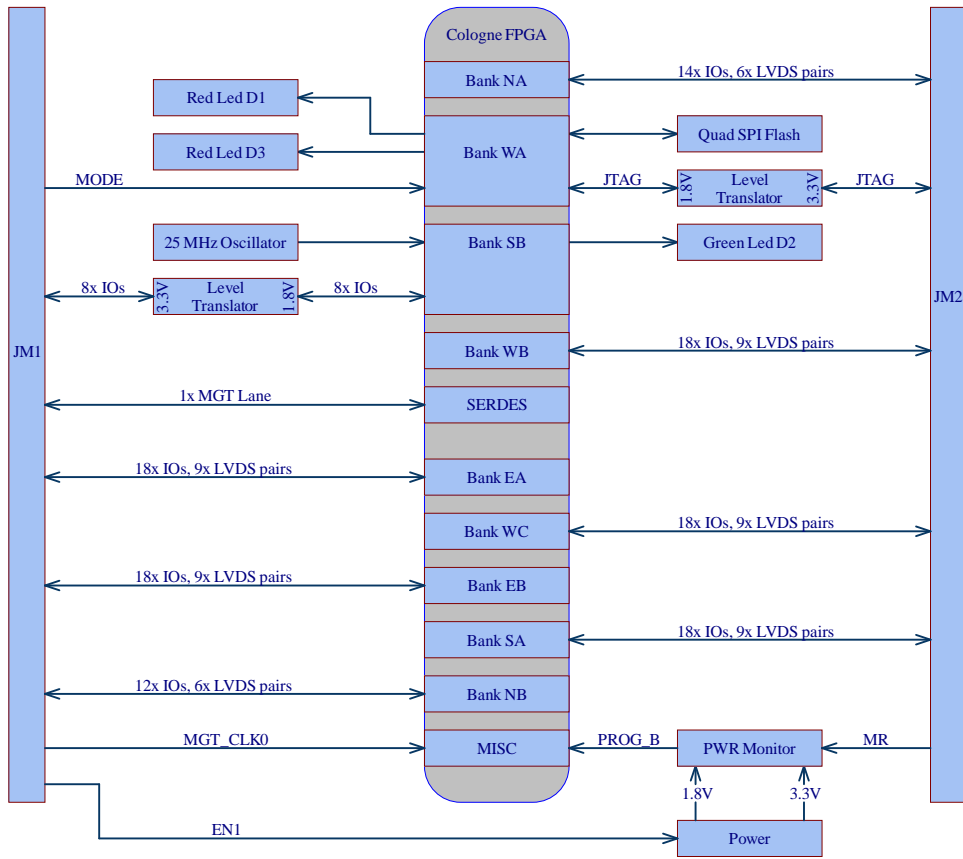 Cologne FPGA
Bank NA
14x IOs, 6x LVDS pairs
Red Led D1
Bank WA
Quad SPI Flash
Red Led D3
MODE
JTAG
1.8V
Level
Translator
3.3V
JTAG
25 MHz Oscillator
Bank SB
Green Led D2
8x IOs
3.3V
Level
Translator
1.8V
8x IOs
JM1
JM2
Bank WB
18x IOs, 9x LVDS pairs
1x MGT Lane
SERDES
18x IOs, 9x LVDS pairs
Bank EA
Bank WC
18x IOs, 9x LVDS pairs
18x IOs, 9x LVDS pairs
Bank EB
Bank SA
18x IOs, 9x LVDS pairs
12x IOs, 6x LVDS pairs
Bank NB
MGT_CLK0
MISC
PROG_B
PWR Monitor
MR
1.8V
3.3V
EN1
Power